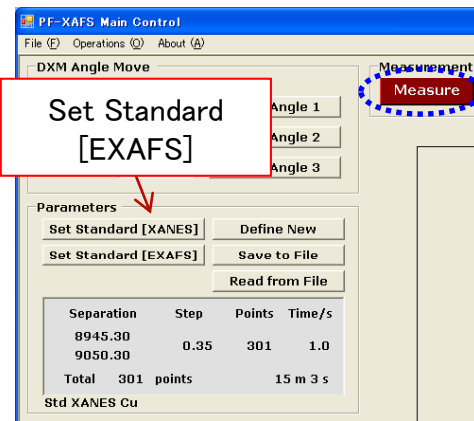 PF-XAFS Main Control
File (F) Operations (O) About (A)
DXM Angle Move
Measurement
Measure
Set Standard
[EXAFS]
Angle 1
Angle 2
Angle 3
Parameters
Set Standard [XANES] Define New
Set Standard [EXAFS] Save to File
Read from File
Separation Step Points Time/s
8945.30
0.35 301 1.0
9050.30
Total 301 points 15 m 3 s
Std XANES Cu